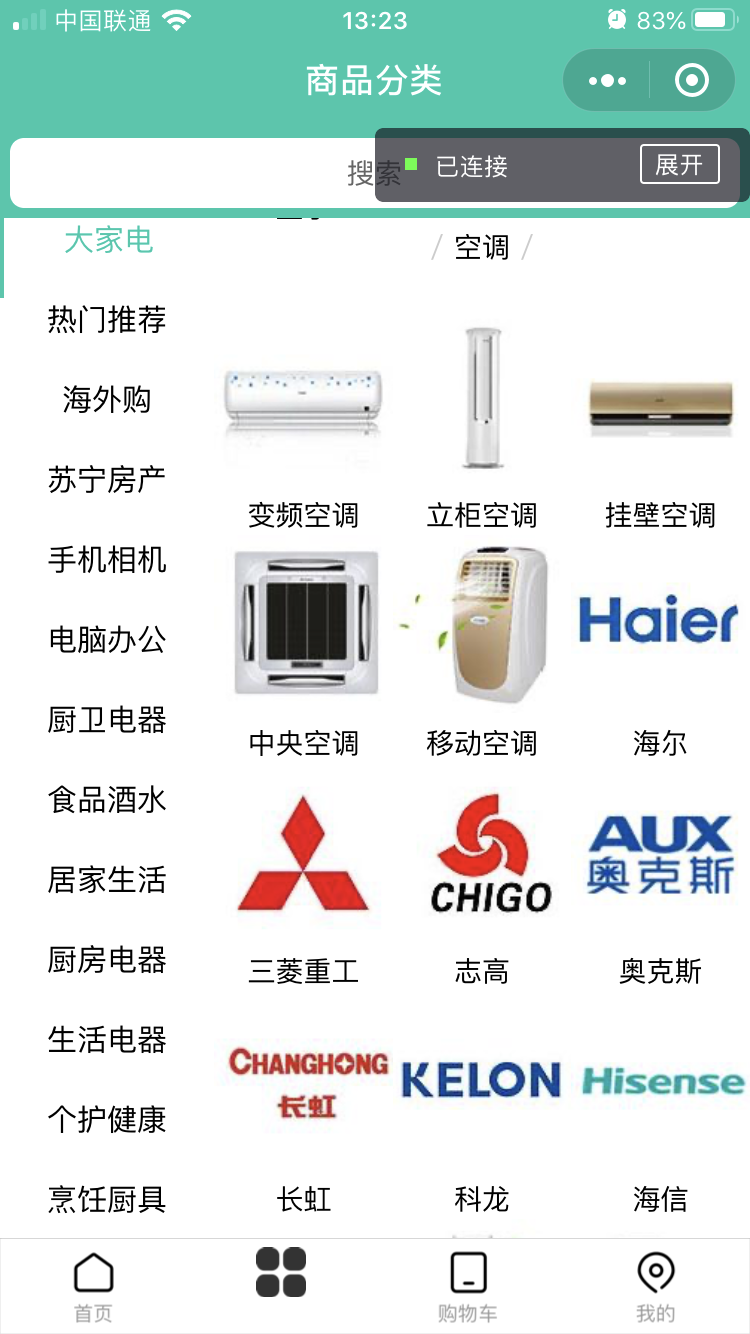 中国联通
13:23
83%
商品分类
搜索
已连接
展开
大家电
热门推荐
海外购
苏宁房产
手机相机
电脑办公
厨卫电器
食品酒水
居家生活
厨房电器
生活电器
个护健康
烹饪厨具
/ 空调 /
变频空调
立柜空调
挂壁空调
Haier
中央空调
移动空调
海尔
CHIGO
AUX
奥克斯
三菱重工
志高
奥克斯
CHANGHONG
长虹
KELON
Hisense
长虹
科龙
海信
首页
购物车
我的